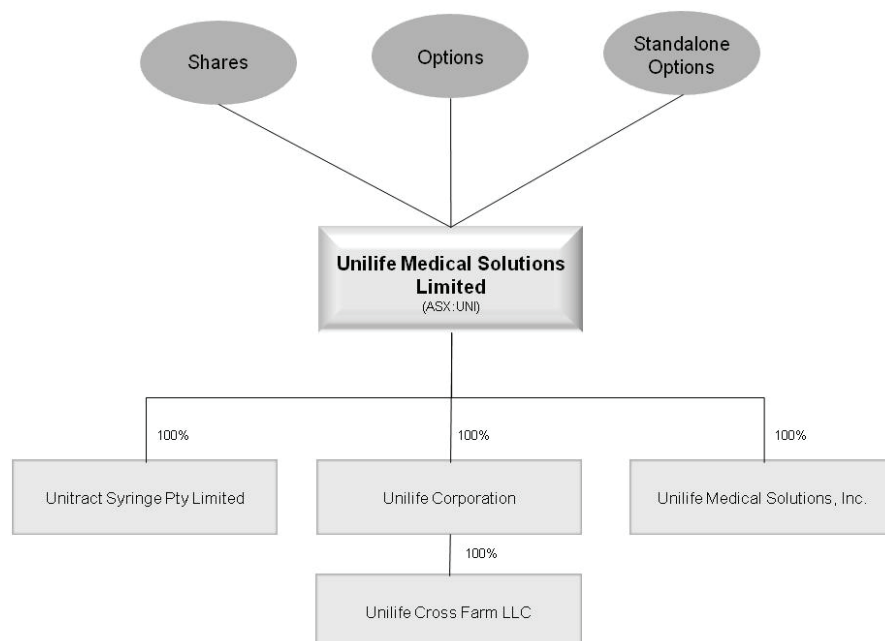 Shares
Options
Standalone
Options
Unilife Medical Solutions
Limited
(ASX:UNI)
100%
100%
100%
Unitract Syringe Pty Limited
Unilife Corporation
Unilife Medical Solutions, Inc.
100%
Unilife Cross Farm LLC